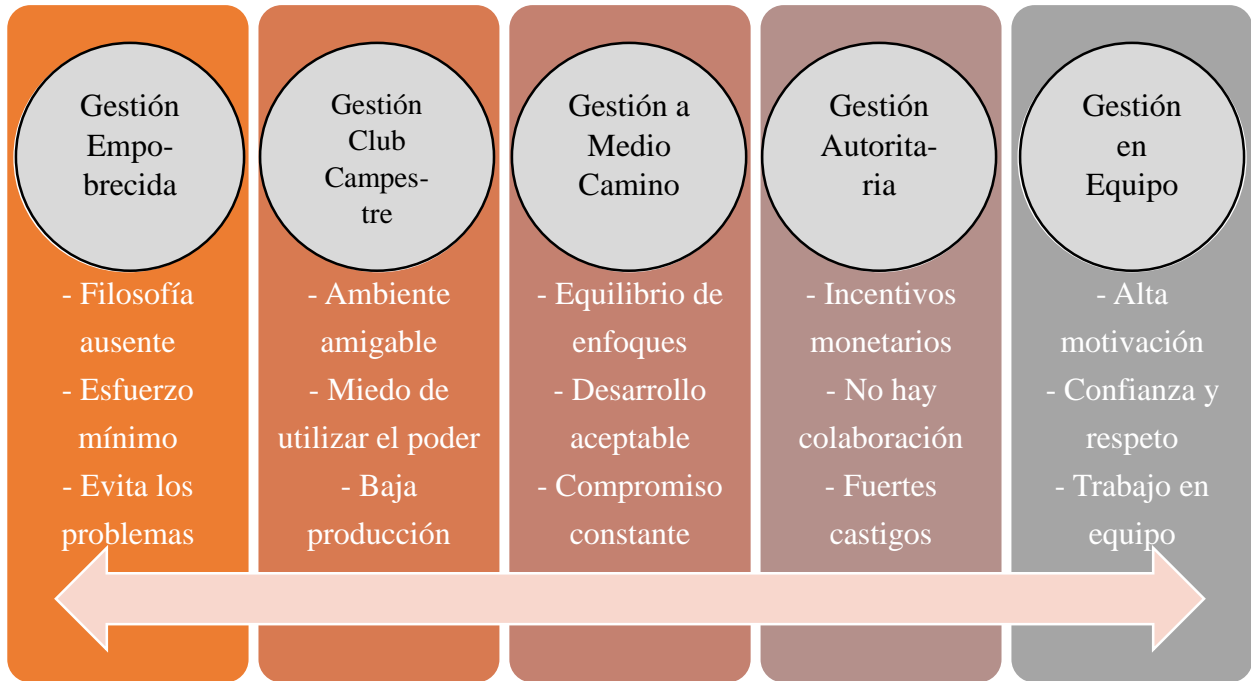 Gestión
Empo-
brecida
- Filosofía
ausente
- Esfuerzo
mínimo
- Evita los
problemas
Gestión
Club
Campes-
tre
- Ambiente
amigable
- Miedo de
utilizar el poder
- Baja
producción
Gestión a
Medio
Camino
- Equilibrio de
enfoques
- Desarrollo
aceptable
- Compromiso
constante
Gestión
Autorita-
ria
- Incentivos
monetarios
- No hay
colaboración
- Fuertes
castigos
Gestión
en
Equipo
- Alta
motivación
- Confianza y
respeto
- Trabajo en
equipo